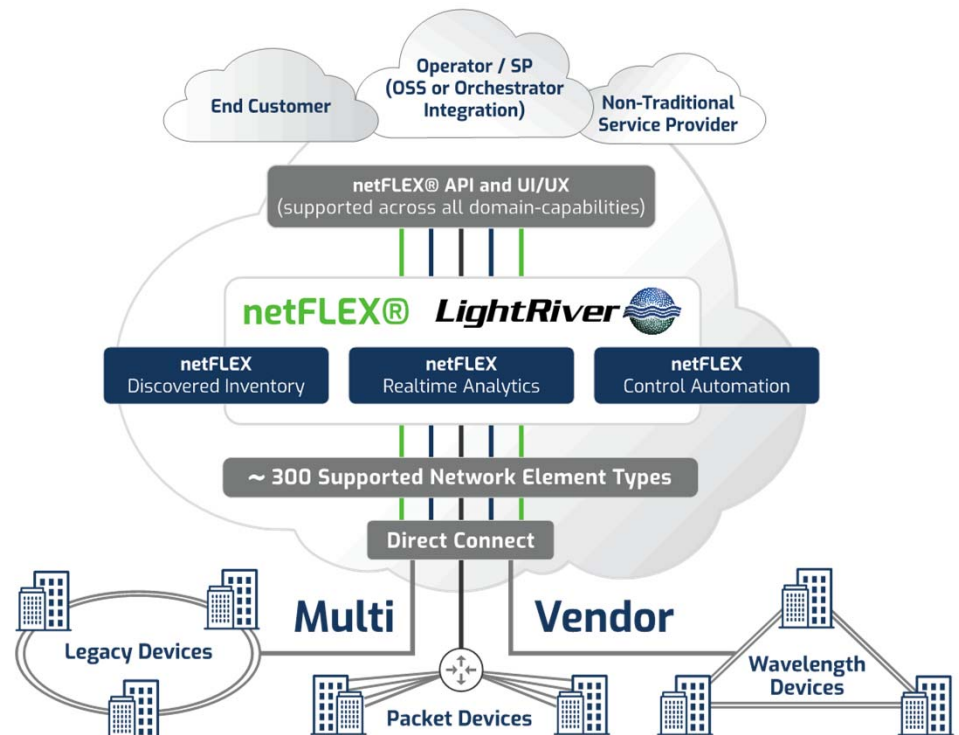 Operator / SP
(OSS or Orchestrator
Integration)
End Customer
Non-Traditional
Service Provider
netFLEX® API and UI/UX
(supported across all domain-capabilities)
netFLEX® LightRiver
netFLEX
Discovered Inventory
netFLEX
Realtime Analytics
netFLEX
Control Automation
~ 300 Supported Network Element Types
Direct Connect
Multi Vendor
Legacy Devices
Packet Devices
Wavelength
Devices